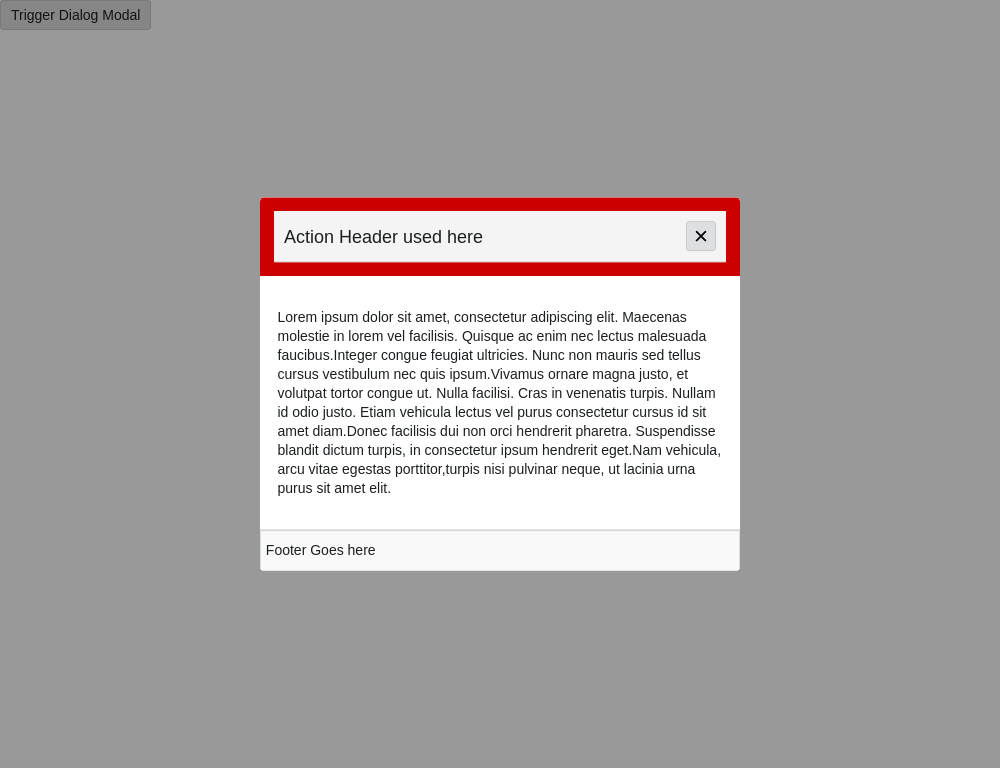 Trigger Dialog Modal
Action Header used here
Lorem ipsum dolor sit amet, consectetur adipiscing elit. Maecenas
molestie in lorem vel facilisis. Quisque ac enim nec lectus malesuada
faucibus.Integer congue feugiat ultricies. Nunc non mauris sed tellus
cursus vestibulum nec quis ipsum.Vivamus ornare magna justo, et
volutpat tortor congue ut. Nulla facilisi. Cras in venenatis turpis. Nullam
id odio justo. Etiam vehicula lectus vel purus consectetur cursus id sit
amet diam.Donec facilisis dui non orci hendrerit pharetra. Suspendisse
blandit dictum turpis, in consectetur ipsum hendrerit eget.Nam vehicula,
arcu vitae egestas porttitor,turpis nisi pulvinar neque, ut lacinia urna
purus sit amet elit.
Footer Goes here